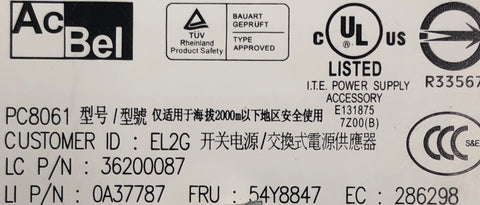 AcBel
TÜV
Rheinland
Product Safety
BAUART
GEPRÜFT
TYPE
APPROVED
C UL US
LISTED
I.T.E. POWER SUPPLY
ACCESSORY
E131875
7Z00(B)
R33567
PC8061 型号/型號 仅适用于海拔2000m以下地区安全使用
CUSTOMER ID : EL2G 开关电源/交換式電源供應器
CCC S&E
LC P/N : 36200087
LI P/N : 0A37787 FRU : 54Y8847 EC : 286298